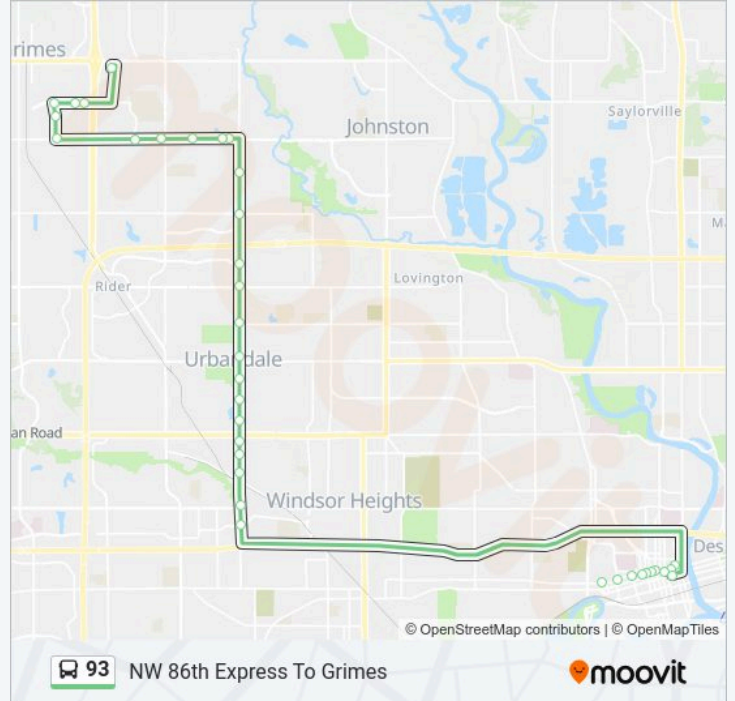 rimes
Johnston
Saylorville
M
Lovington
Rider
Urbandale
an Road
Windsor Heights
Des
© OpenStreetMap contributors | © OpenMapTiles
93 NW 86th Express To Grimes
moovit